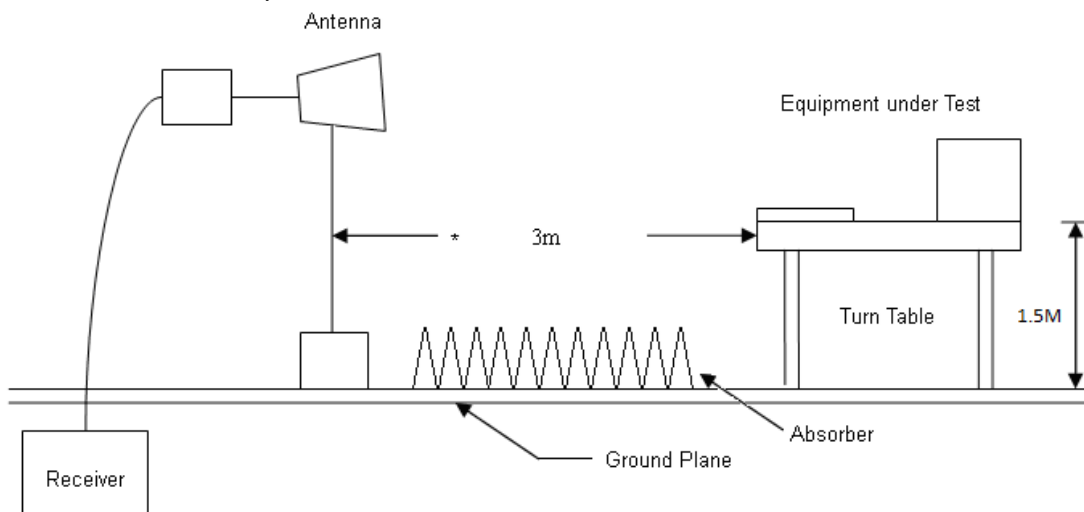 Antenna
Equipment under Test
* 3m
Turn Table
1.5M
Absorber
Ground Plane
Receiver